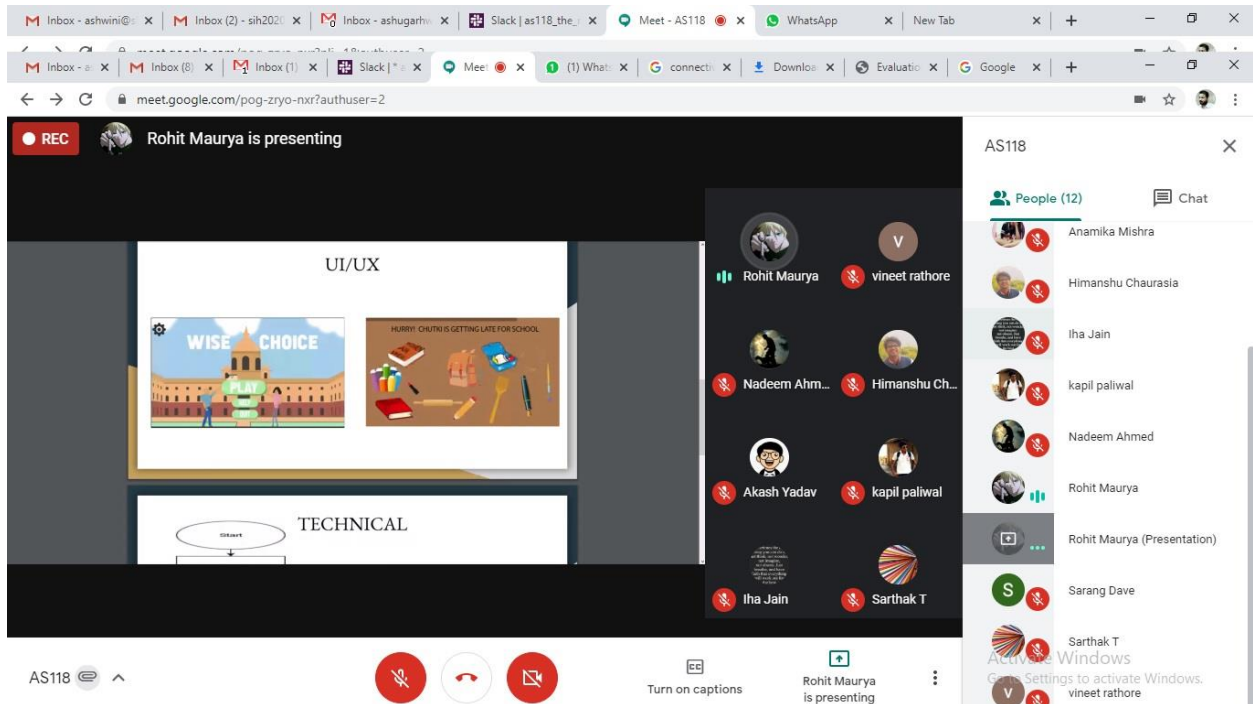 Inbox - ashwini@s
Inbox (2) - sih2020
Inbox - ashugarhw
Slack | as118_the_
Meet - AS118
WhatsApp
New Tab
Inbox - a
Inbox (8)
Inbox (1)
Slack | *
Meet
(1) What
connecti
Downloa
Evaluatio
Google
meet.google.com/pog-zryo-nxr?authuser=2
REC
Rohit Maurya is presenting
UI/UX
WISE CHOICE
PLAY
HURRY! CHUTKI IS GETTING LATE FOR SCHOOL
TECHNICAL
Start
Rohit Maurya
V
vineet rathore
Nadeem Ahm...
Himanshu Ch...
Akash Yadav
kapil paliwal
Iha Jain
Sarthak T
AS118
People (12)
Chat
Anamika Mishra
Himanshu Chaurasia
Iha Jain
kapil paliwal
Nadeem Ahmed
Rohit Maurya
Rohit Maurya (Presentation)
S
Sarang Dave
Sarthak T
V
vineet rathore
Activate Windows
Go to Settings to activate Windows.
AS118
CC
Turn on captions
Rohit Maurya
is presenting